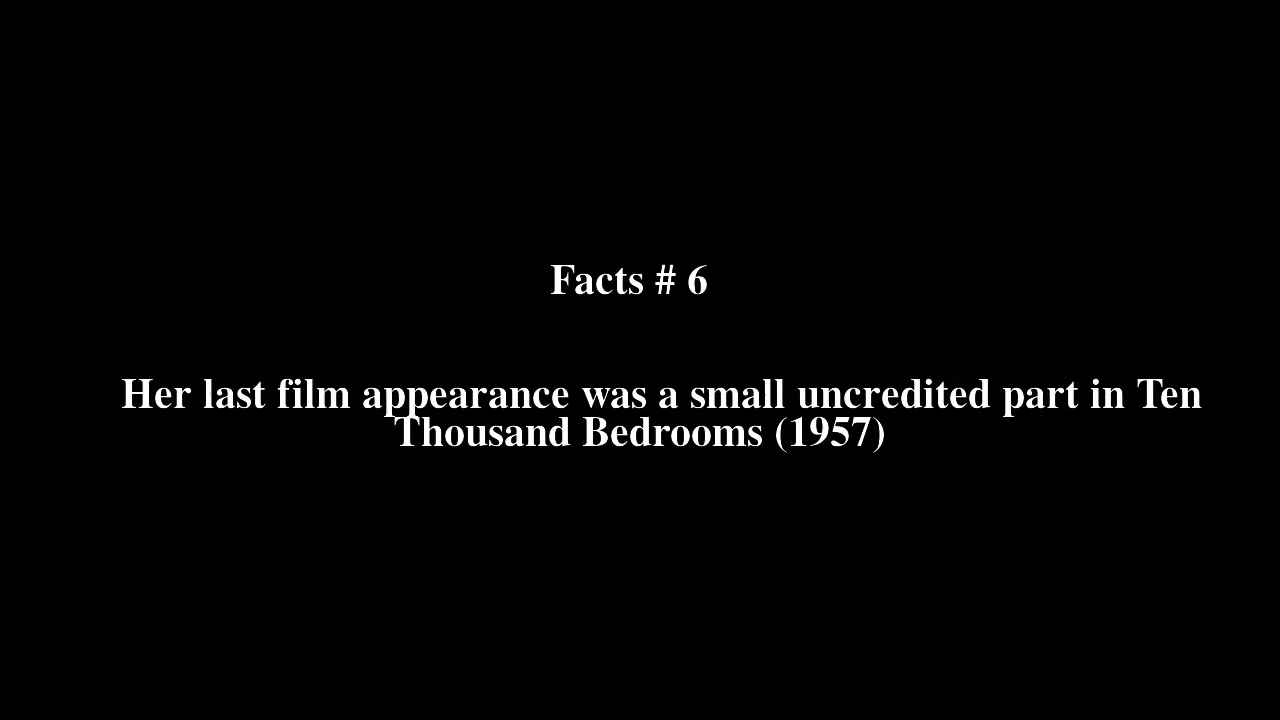 Facts # 6
Her last film appearance was a small uncredited part in Ten
Thousand Bedrooms (1957)